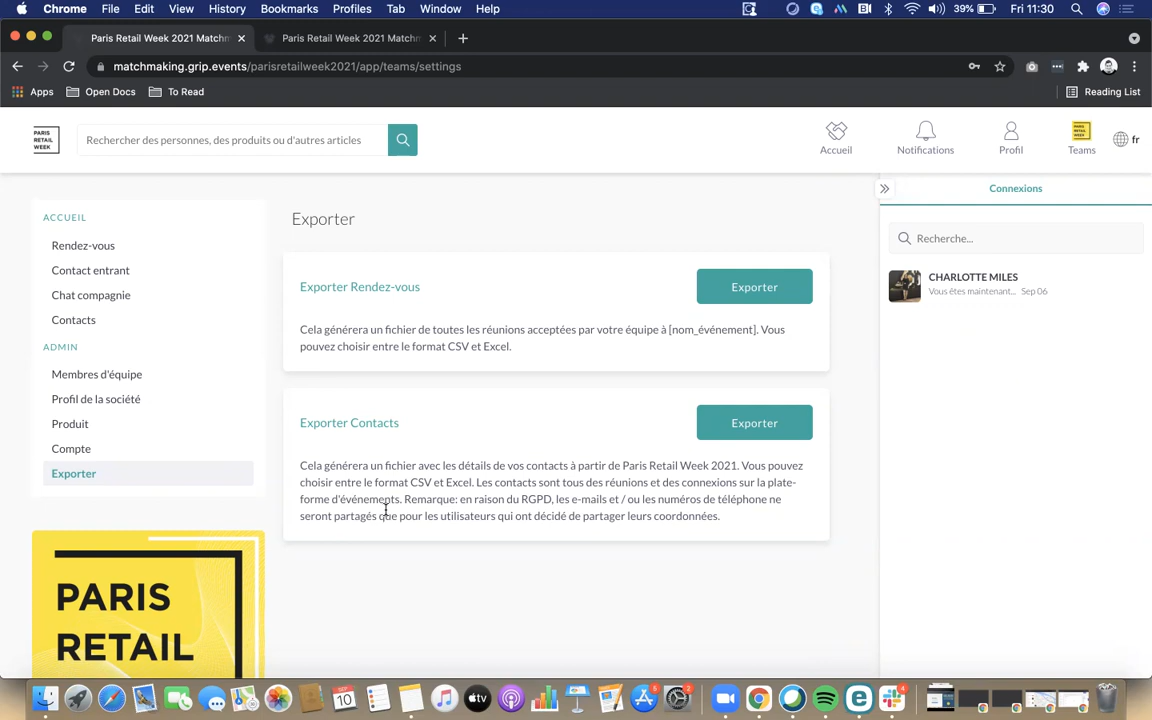 Chrome File Edit View History Bookmarks Profiles Tab Window Help 39% Fri 11:30
Paris Retail Week 2021 Matchm Paris Retail Week 2021 Matchm
matchmaking.grip.events/parisretailweek2021/app/teams/settings
Apps Open Docs To Read Reading List
PARIS
RETAIL
WEEK
Rechercher des personnes, des produits ou d'autres articles
Accueil Notifications Profil Teams fr
Connexions
Recherche...
CHARLOTTE MILES
Vous êtes maintenant... Sep 06
ACCUEIL
Rendez-vous
Contact entrant
Chat compagnie
Contacts
ADMIN
Membres d'équipe
Profil de la société
Produit
Compte
Exporter
PARIS
RETAIL
Exporter
Exporter Rendez-vous
Exporter
Cela générera un fichier de toutes les réunions acceptées par votre équipe à [nom_événement]. Vous
pouvez choisir entre le format CSV et Excel.
Exporter Contacts
Exporter
Cela générera un fichier avec les détails de vos contacts à partir de Paris Retail Week 2021. Vous pouvez
choisir entre le format CSV et Excel. Les contacts sont tous des réunions et des connexions sur la plate-
forme d'événements. Remarque: en raison du RGPD, les e-mails et / ou les numéros de téléphone ne
seront partagés que pour les utilisateurs qui ont décidé de partager leurs coordonnées.